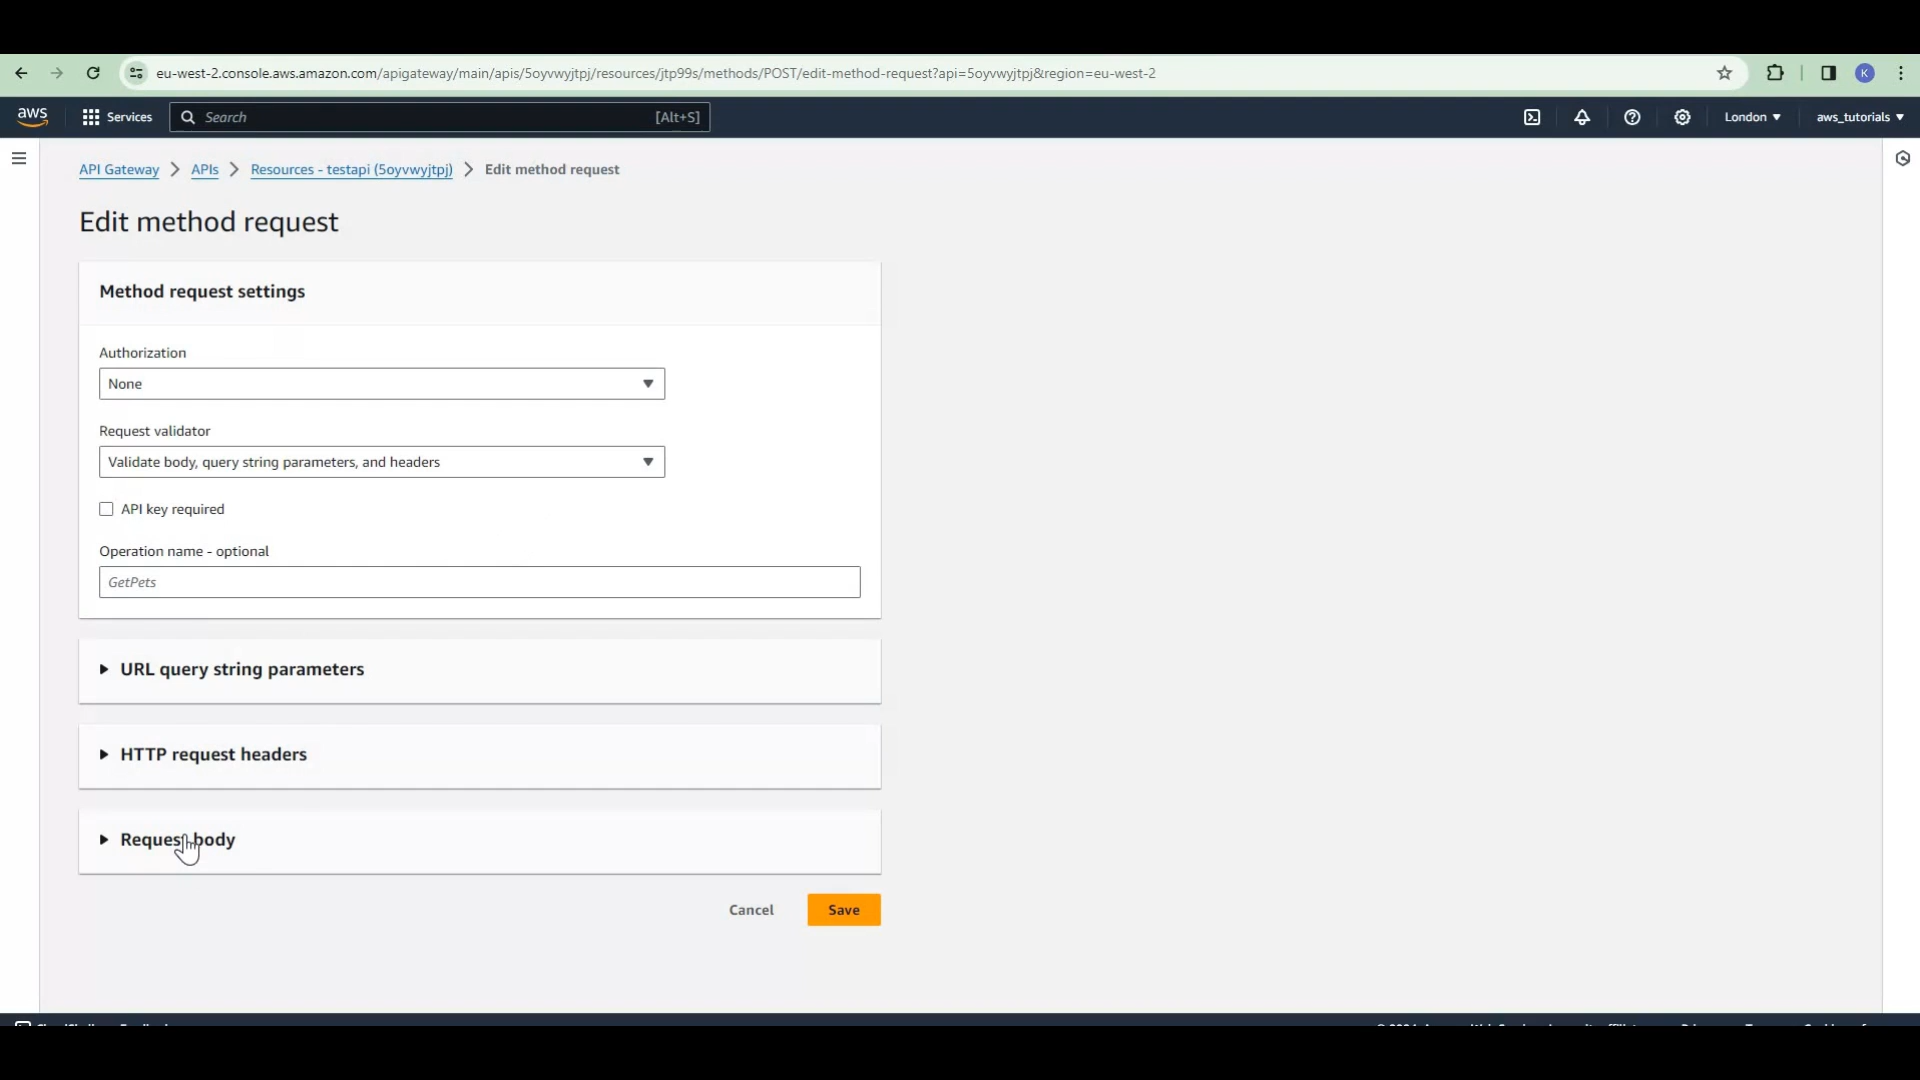 eu-west-2.console.aws.amazon.com/apigateway/main/apis/5oyvwyjtpj/resources/jtp99s/methods/POST/edit-method-request?api=5oyvwyjtpj&region=eu-west-2
K
aws
Services
Search
[Alt+S]
London
aws_tutorials
API Gateway
APIs
Resources - testapi (5oyvwyjtpj)
Edit method request
Edit method request
Method request settings
Authorization
None
Request validator
Validate body, query string parameters, and headers
API key required
Operation name - optional
GetPets
URL query string parameters
HTTP request headers
Request body
Cancel
Save